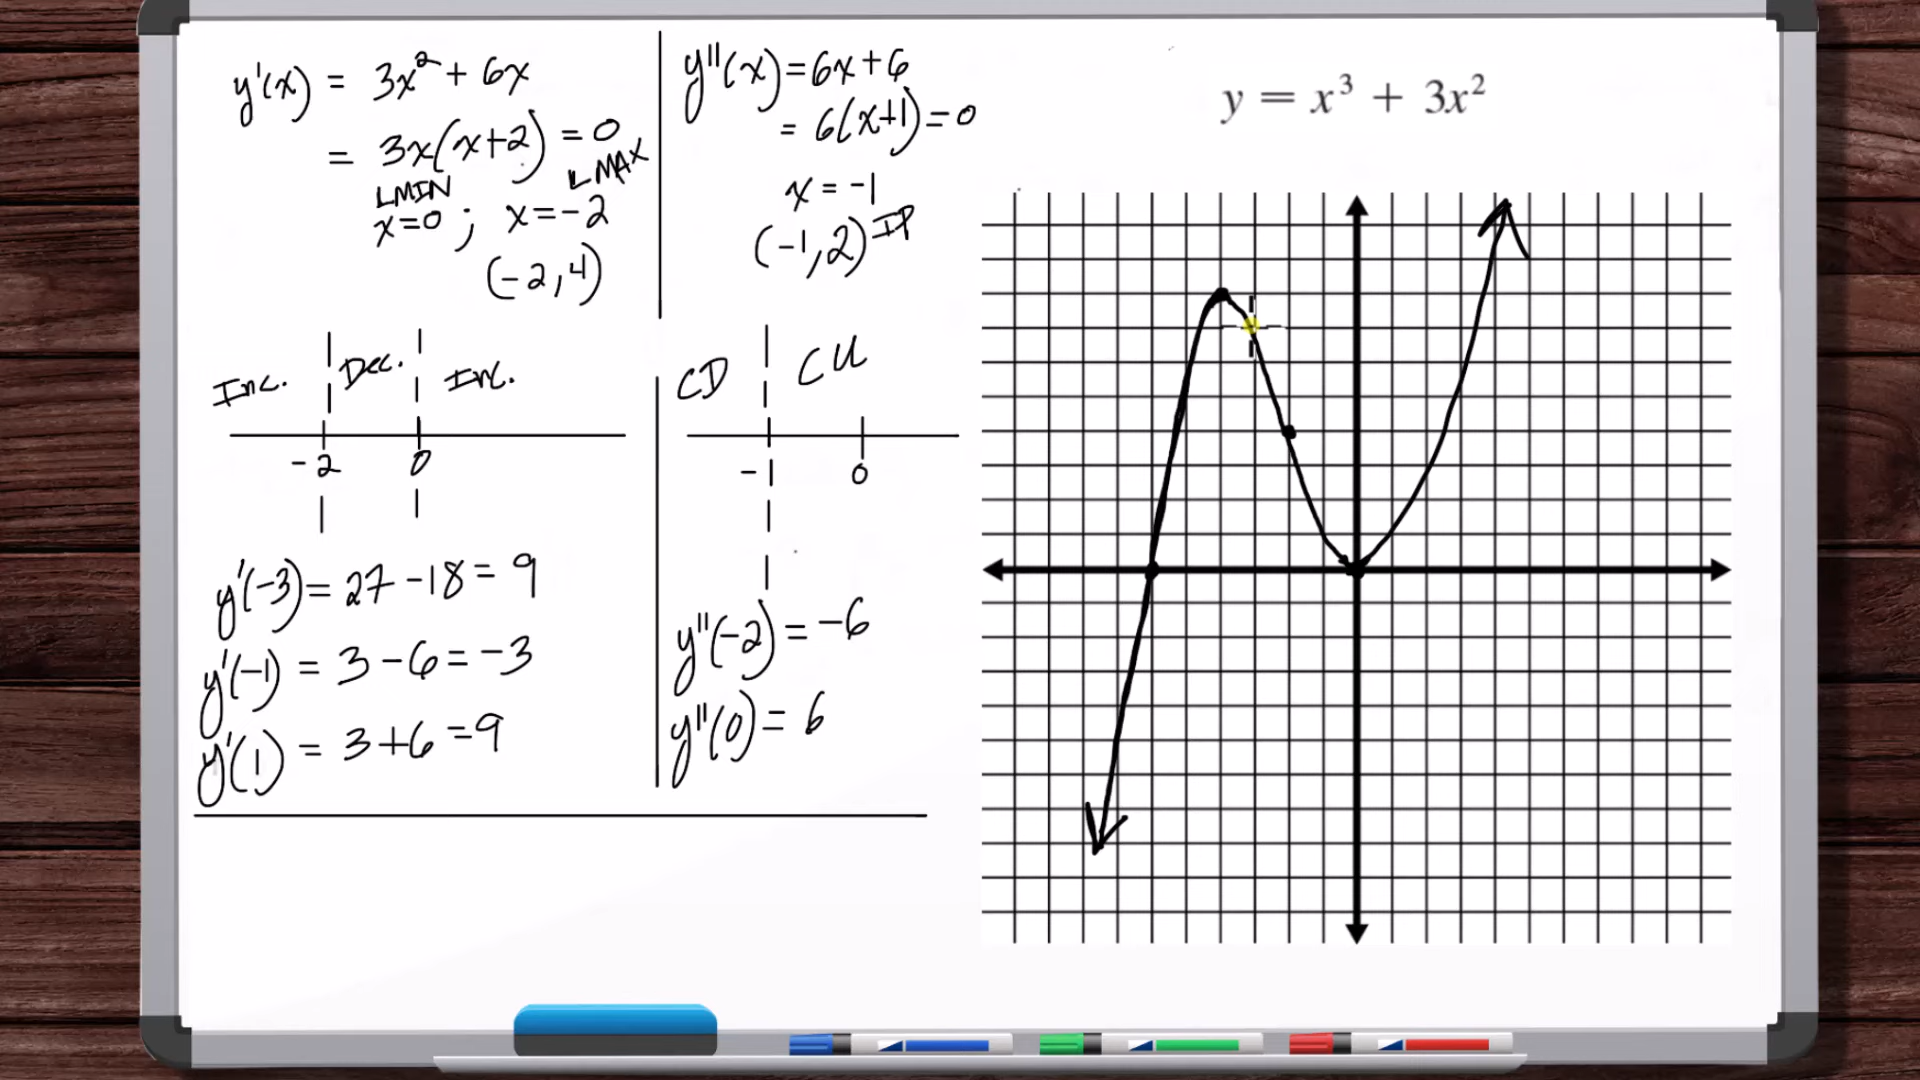 y'(x) = 3x² + 6x
= 3x(x+2) = 0
LMIN LMAX
x=0 ; x=-2
(-2,4)
Inc. Dec. Inc.
-2 0
y'(-3) = 27 - 18 = 9
y'(-1) = 3 - 6 = -3
y'(1) = 3+6 = 9
y''(x) = 6x+6
= 6(x+1) = 0
x = -1
(-1,2) IP
CD CU
-1 0
y''(-2) = -6
y''(0) = 6
y = x³ + 3x²